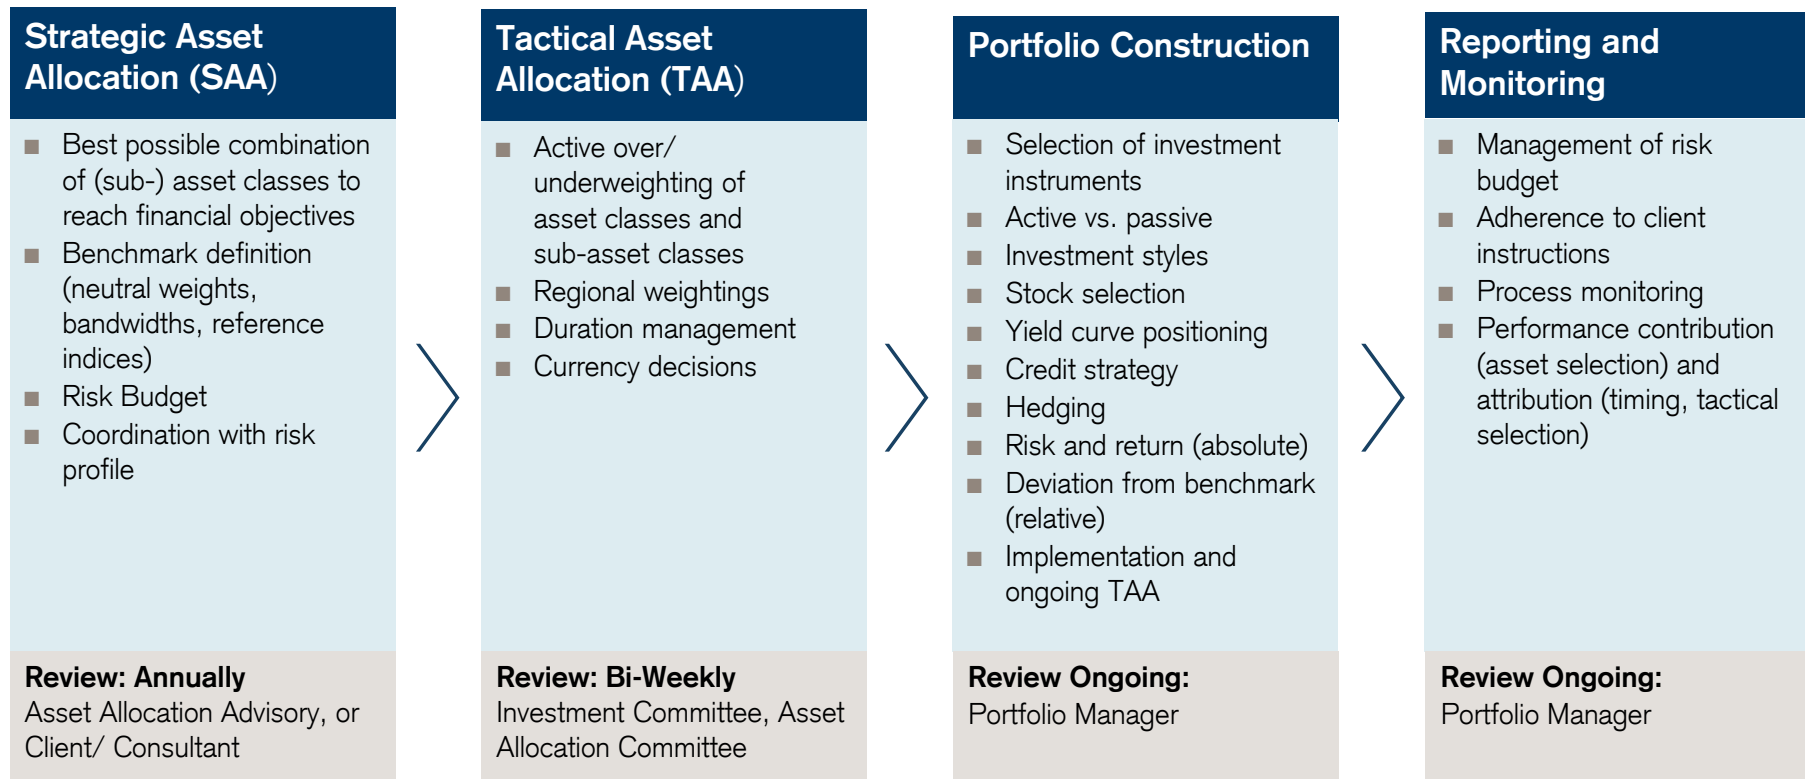 Strategic Asset
Allocation (SAA)
Best possible combination
of (sub-) asset classes to
reach financial objectives
Benchmark definition
(neutral weights,
bandwidths, reference
indices)
Risk Budget
Coordination with risk
profile
Review: Annually
Asset Allocation Advisory, or
Client/ Consultant
Tactical Asset
Allocation (TAA)
Active over/
underweighting of
asset classes and
sub-asset classes
Regional weightings
Duration management
Currency decisions
Review: Bi-Weekly
Investment Committee, Asset
Allocation Committee
Portfolio Construction
Selection of investment
instruments
Active vs. passive
Investment styles
Stock selection
Yield curve positioning
Credit strategy
Hedging
Risk and return (absolute)
Deviation from benchmark
(relative)
Implementation and
ongoing TAA
Review Ongoing:
Portfolio Manager
Reporting and
Monitoring
Management of risk
budget
Adherence to client
instructions
Process monitoring
Performance contribution
(asset selection) and
attribution (timing, tactical
selection)
Review Ongoing:
Portfolio Manager